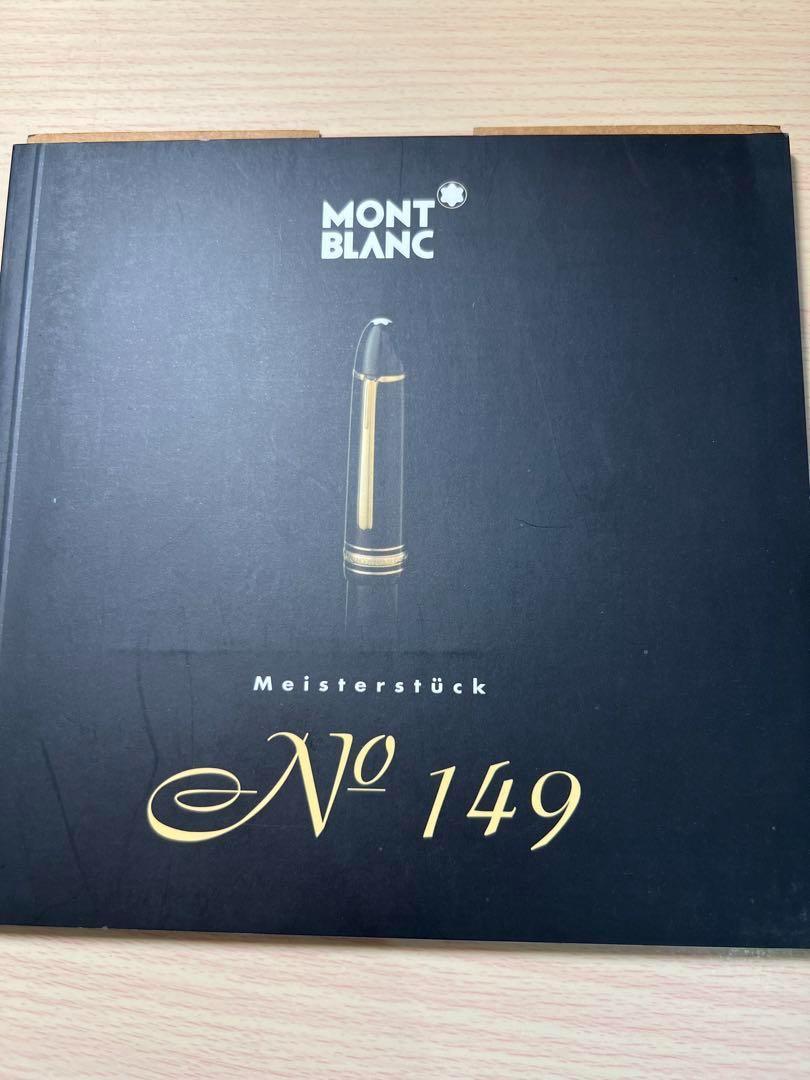 MONT
BLANC
Meisterstück
Nº 149